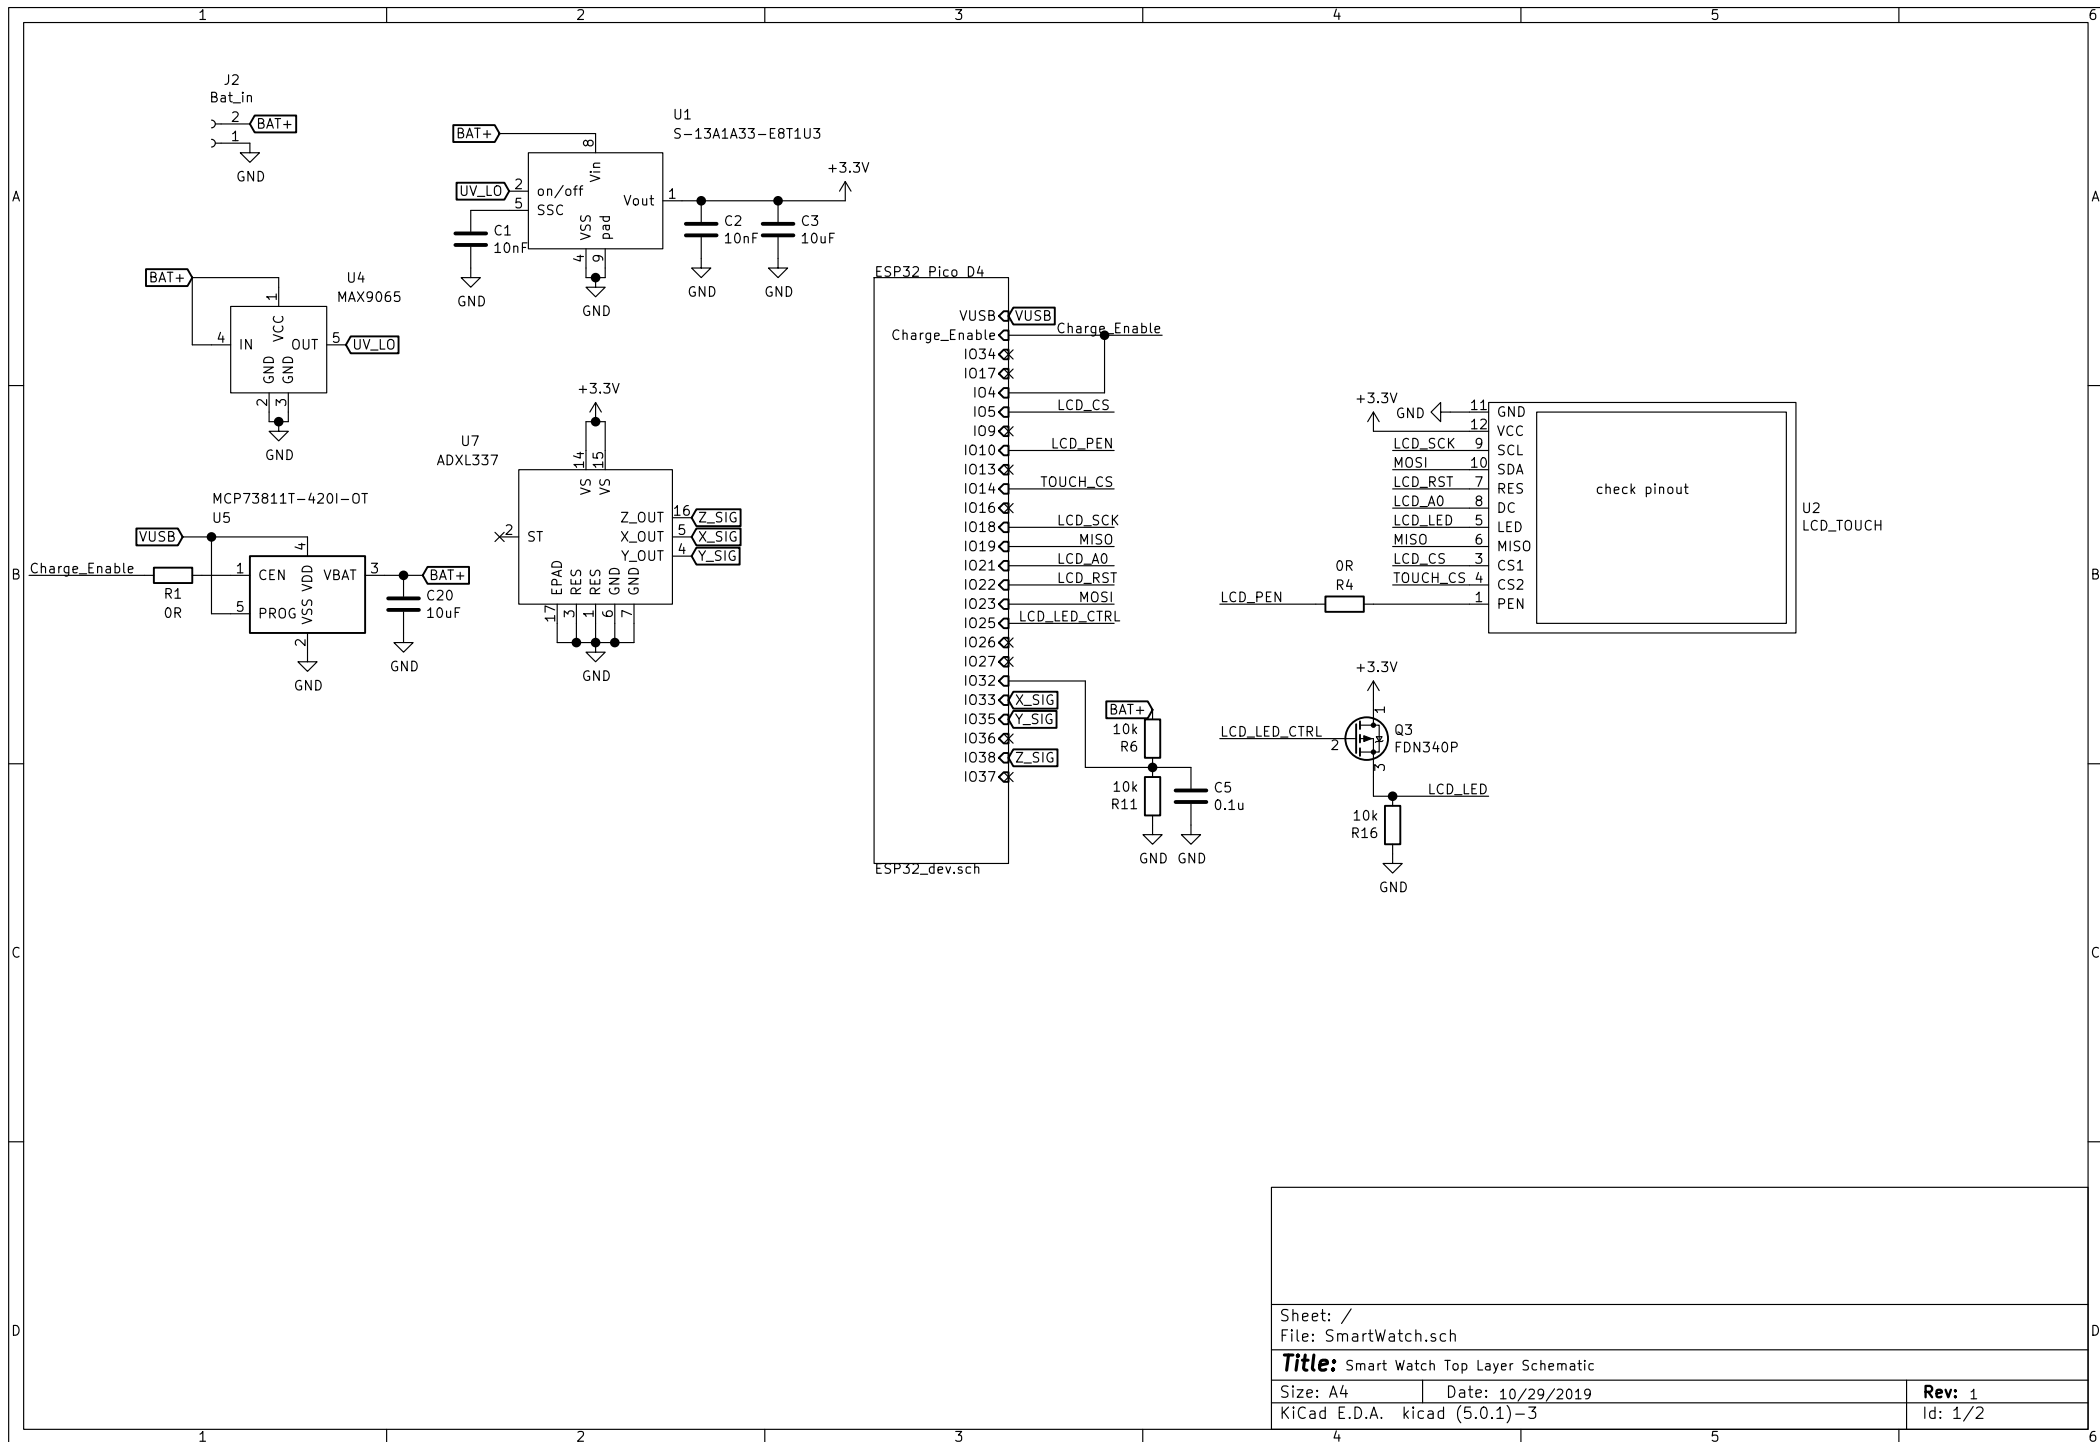 1 2 3 4 5 6
A
B
C
D
J2
Bat_in
2 BAT+
1
GND
U1
S-13A1A33-E8T1U3
BAT+ 8
Vin
UV_LO 2 on/off
5 SSC
Vout 1
VSS pad
4 9
GND
C1
10nF
GND
C2
10nF
GND
C3
10uF
GND
+3.3V
U4
MAX9065
BAT+ 1
VCC
4 IN OUT 5 UV_LO
GND GND
2 3
GND
U7
ADXL337
+3.3V
14 15
VS VS
2 ST
Z_OUT 16 Z_SIG
X_OUT 5 X_SIG
Y_OUT 4 Y_SIG
EPAD RES RES GND GND
17 3 1 6 7
GND
MCP73811T-420I-OT
U5
VUSB 4
Charge_Enable
R1
0R
1 CEN VDD VBAT 3 BAT+
5 PROG VSS
2
GND
C20
10uF
GND
ESP32 Pico D4
VUSB VUSB
Charge_Enable Charge_Enable
IO34
IO17
IO4
IO5 LCD_CS
IO9
IO10 LCD_PEN
IO13
IO14 TOUCH_CS
IO16
IO18 LCD_SCK
IO19 MISO
IO21 LCD_A0
IO22 LCD_RST
IO23 MOSI
IO25 LCD_LED_CTRL
IO26
IO27
IO32
IO33 X_SIG
IO35 Y_SIG
IO36
IO38 Z_SIG
IO37
ESP32_dev.sch
BAT+
10k
R6
10k
R11
C5
0.1u
GND GND
+3.3V GND 11 GND
12 VCC
LCD_SCK 9 SCL
MOSI 10 SDA
LCD_RST 7 RES
LCD_A0 8 DC
LCD_LED 5 LED
MISO 6 MISO
LCD_CS 3 CS1
TOUCH_CS 4 CS2
1 PEN
check pinout
U2
LCD_TOUCH
0R
R4
LCD_PEN
+3.3V
1
LCD_LED_CTRL 2
Q3
FDN340P
3
LCD_LED
10k
R16
GND
Sheet: /
File: SmartWatch.sch
Title: Smart Watch Top Layer Schematic
Size: A4 Date: 10/29/2019 Rev: 1
KiCad E.D.A. kicad (5.0.1)-3 Id: 1/2
A
B
C
D
1 2 3 4 5 6